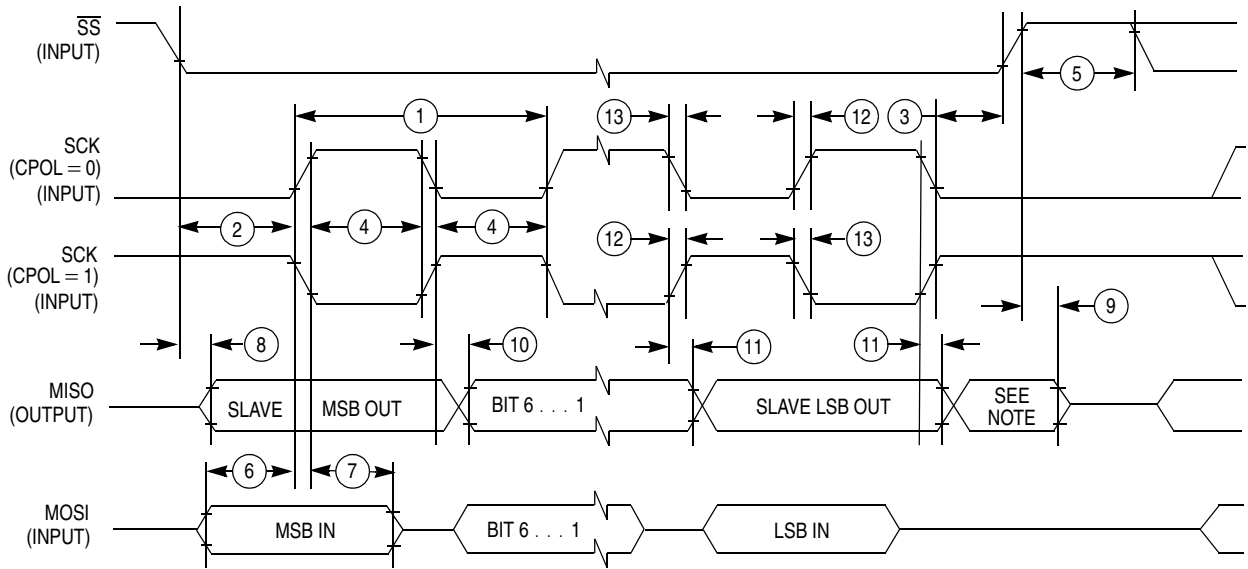 SS
(INPUT)
5
1
13
12
3
SCK
(CPOL = 0)
(INPUT)
2
4
4
12
13
SCK
(CPOL = 1)
(INPUT)
8
10
11
11
9
MISO
(OUTPUT)
SLAVE
MSB OUT
BIT 6 . . . 1
SLAVE LSB OUT
SEE
NOTE
6
7
MOSI
(INPUT)
MSB IN
BIT 6 . . . 1
LSB IN